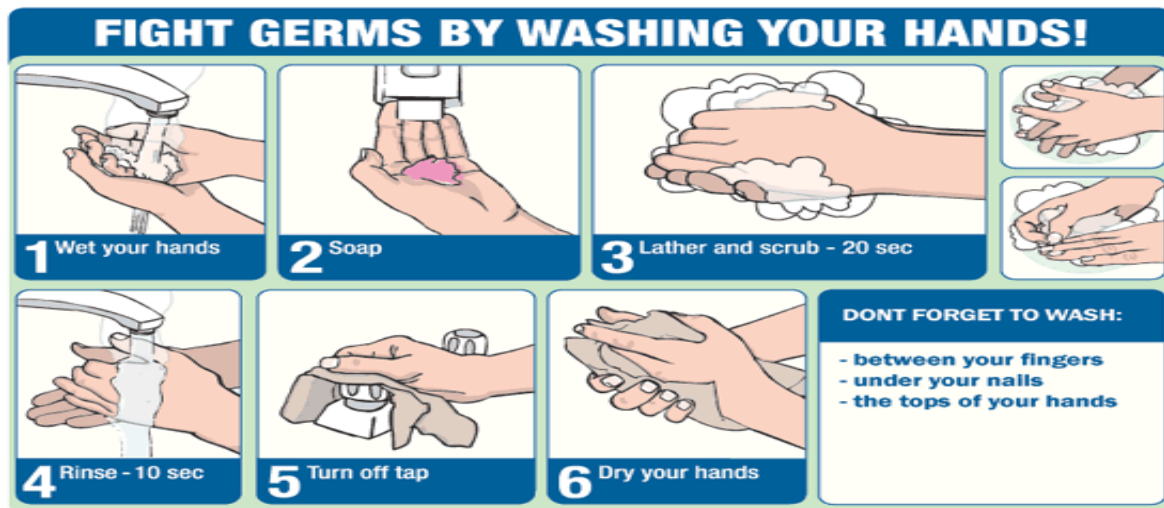 FIGHT GERMS BY WASHING YOUR HANDS!
1 Wet your hands
2 Soap
3 Lather and scrub - 20 sec
4 Rinse - 10 sec
5 Turn off tap
6 Dry your hands
DONT FORGET TO WASH:
- between your fingers
- under your nails
- the tops of your hands